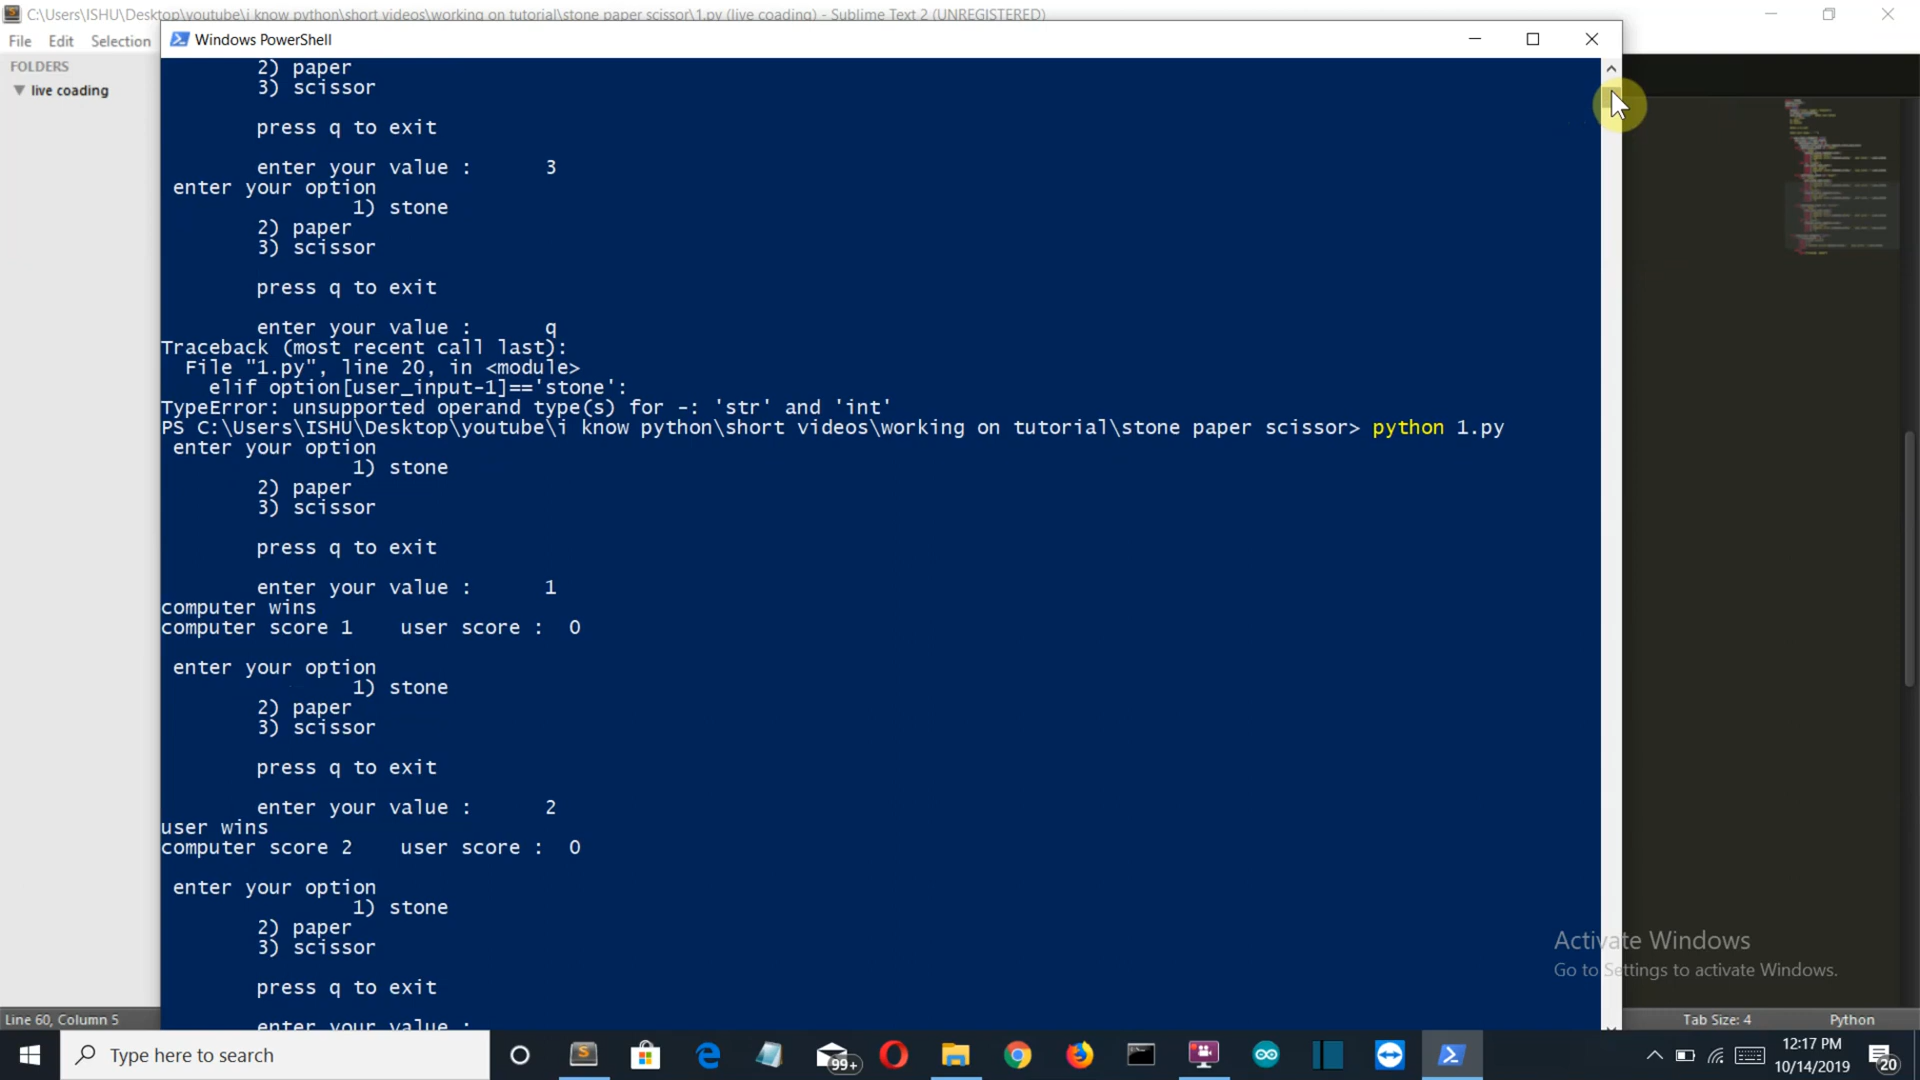 C:\Users\ISHU\Desktop\youtube\i know python\short videos\working on tutorial\stone paper scissor\1.py (live coading) - Sublime Text 2 (UNREGISTERED)
File Edit Selection
Windows PowerShell
FOLDERS
live coading
2) paper
3) scissor
press q to exit
enter your value : 3
enter your option
1) stone
2) paper
3) scissor
press q to exit
enter your value : q
Traceback (most recent call last):
File "1.py", line 20, in <module>
elif option[user_input-1]=='stone':
TypeError: unsupported operand type(s) for -: 'str' and 'int'
PS C:\Users\ISHU\Desktop\youtube\i know python\short videos\working on tutorial\stone paper scissor> python 1.py
enter your option
1) stone
2) paper
3) scissor
press q to exit
enter your value : 1
computer wins
computer score 1 user score : 0
enter your option
1) stone
2) paper
3) scissor
press q to exit
enter your value : 2
user wins
computer score 2 user score : 0
enter your option
1) stone
2) paper
3) scissor
press q to exit
enter your value :
Activate Windows
Go to Settings to activate Windows.
Line 60, Column 5
Tab Size: 4 Python
Type here to search
99+
12:17 PM
10/14/2019
20